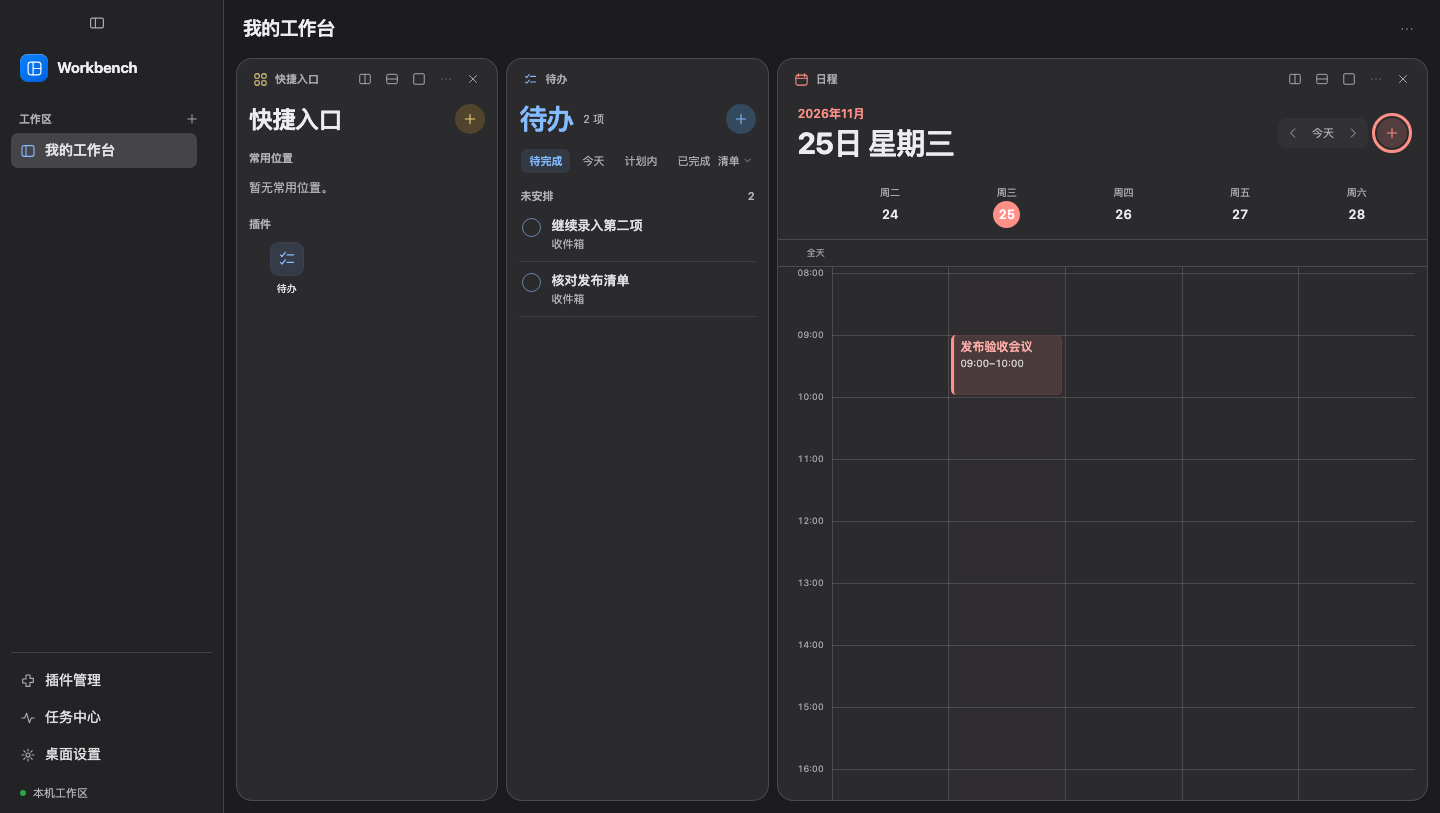 Workbench
工作区
我的工作台
插件管理
任务中心
桌面设置
本机工作区
我的工作台
快捷入口
快捷入口
常用位置
暂无常用位置。
插件
待办
待办
待办 2 项
待完成 今天 计划内 已完成 清单
未安排 2
继续录入第二项
收件箱
核对发布清单
收件箱
日程
2026年11月
25日 星期三
今天
周二 周三 周四 周五 周六
24 25 26 27 28
全天
08:00
09:00
发布验收会议
09:00–10:00
10:00
11:00
12:00
13:00
14:00
15:00
16:00